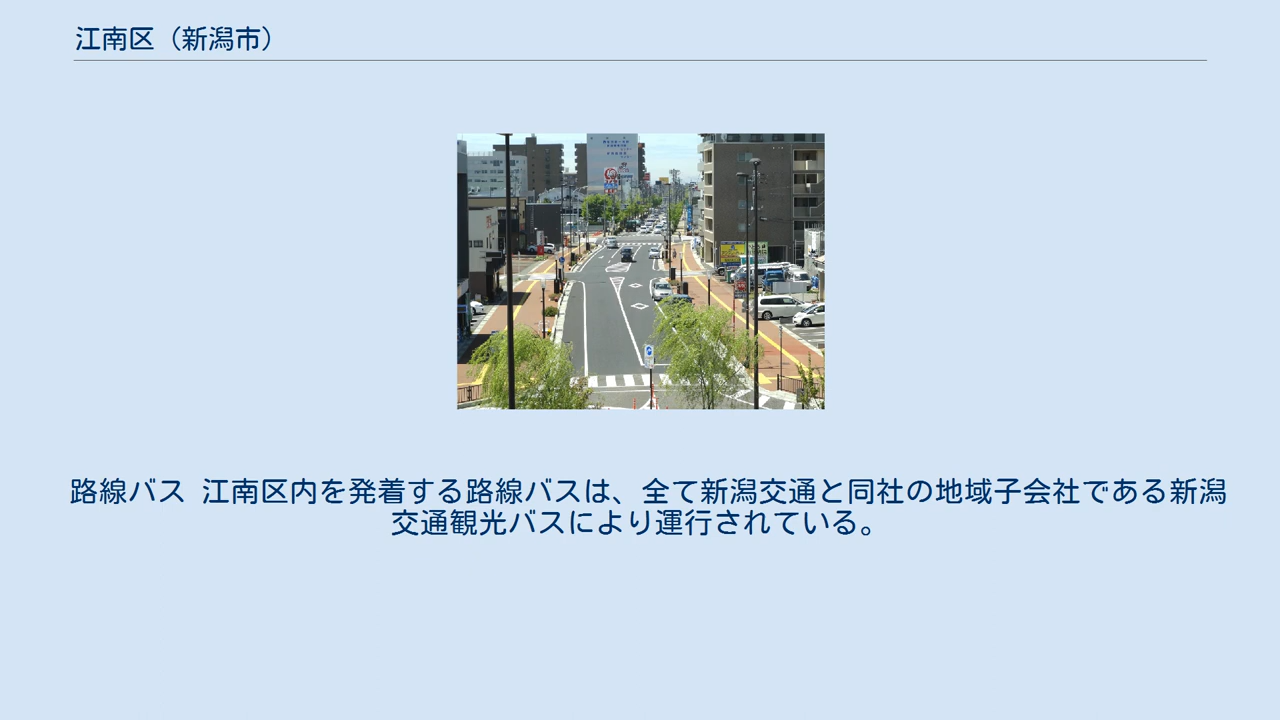 江南区（新潟市）
路線バス 江南区内を発着する路線バスは、全て新潟交通と同社の地域子会社である新潟
交通観光バスにより運行されている。